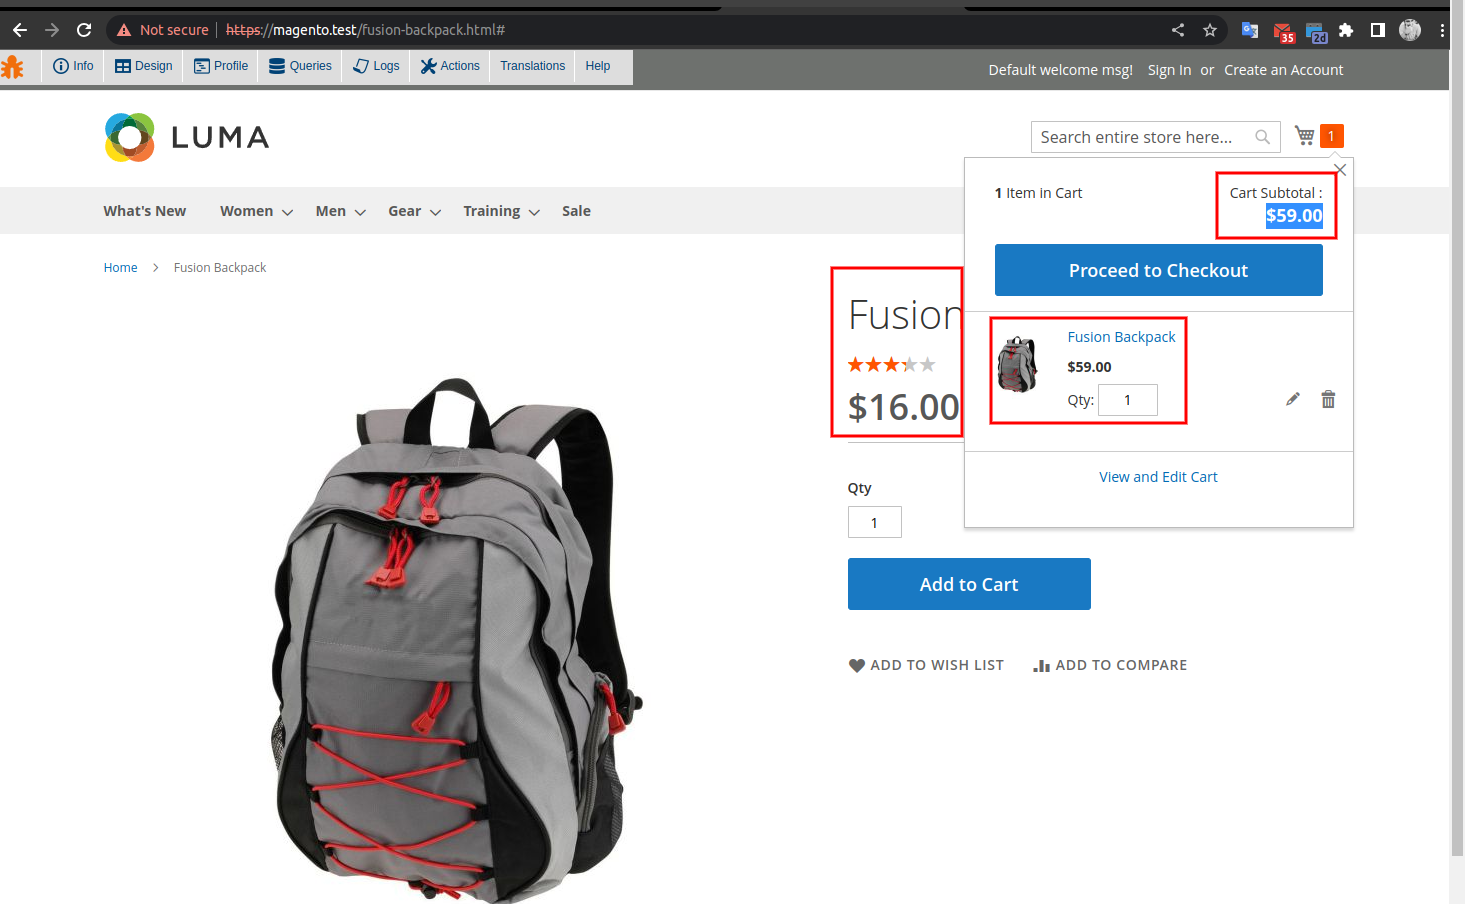 Not secure https://magento.test/fusion-backpack.html#
35
2d
Info Design Profile Queries Logs Actions Translations Help
Default welcome msg! Sign In or Create an Account
LUMA
Search entire store here...
1
What's New Women Men Gear Training Sale
1 Item in Cart
Cart Subtotal :
$59.00
Proceed to Checkout
Home Fusion Backpack
Fusion
$16.00
Fusion Backpack
$59.00
Qty: 1
View and Edit Cart
Qty
1
Add to Cart
ADD TO WISH LIST ADD TO COMPARE